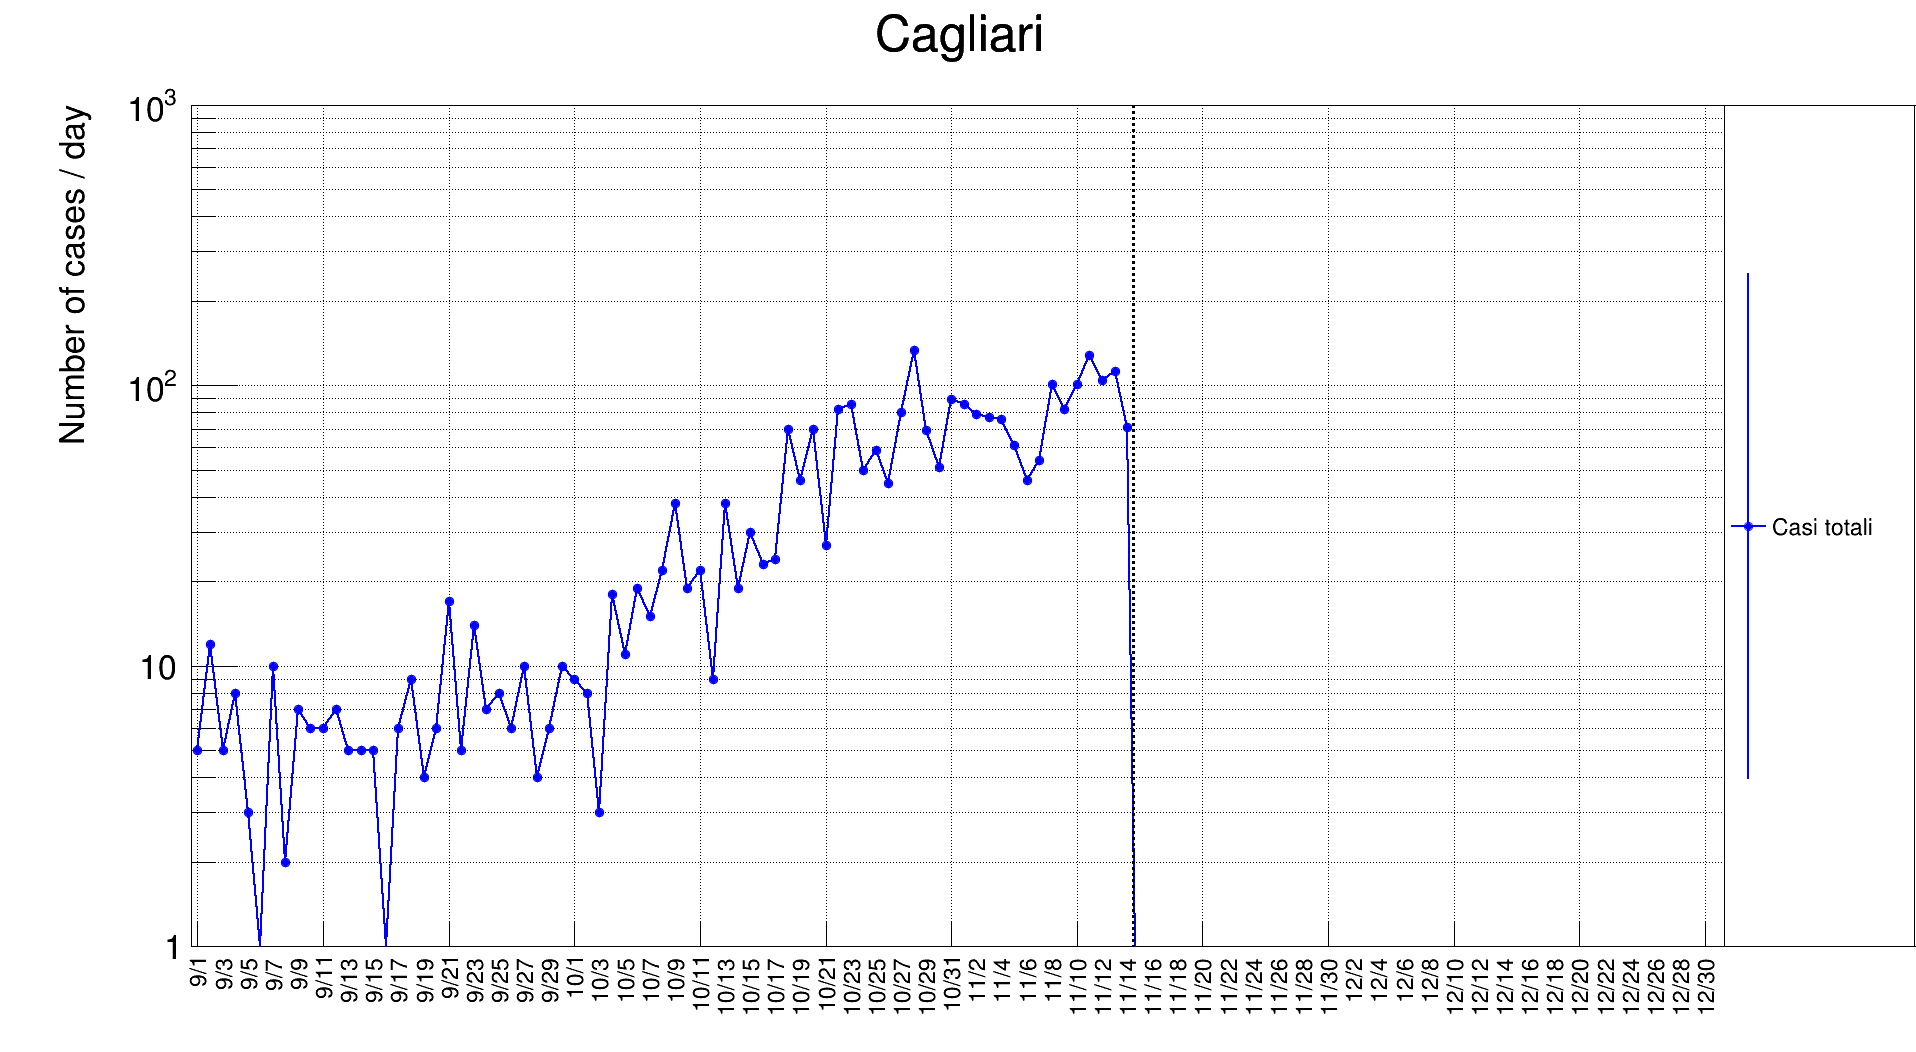 Cagliari
Number of cases / day
10³
10²
10
1
9/1 9/3 9/5 9/7 9/9 9/11 9/13 9/15 9/17 9/19 9/21 9/23 9/25 9/27 9/29 10/1 10/3 10/5 10/7 10/9 10/11 10/13 10/15 10/17 10/19 10/21 10/23 10/25 10/27 10/29 10/31 11/2 11/4 11/6 11/8 11/10 11/12 11/14 11/16 11/18 11/20 11/22 11/24 11/26 11/28 11/30 12/2 12/4 12/6 12/8 12/10 12/12 12/14 12/16 12/18 12/20 12/22 12/24 12/26 12/28 12/30
Casi totali